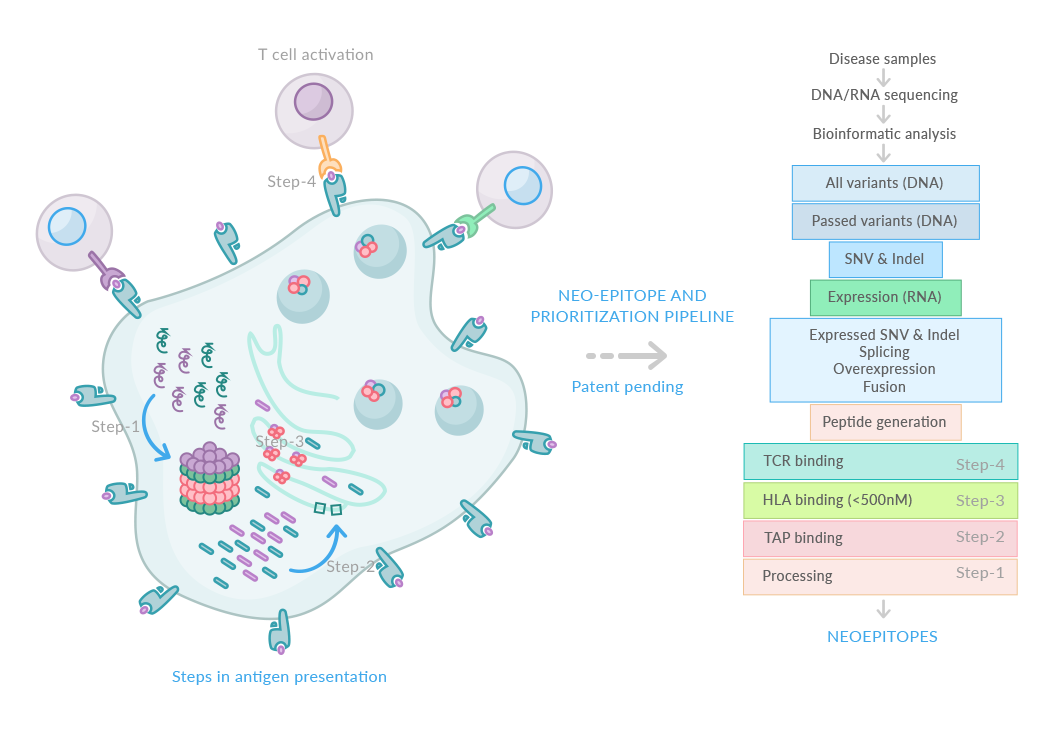 T cell activation
Step-4
Step-1
Step-3
Step-2
Steps in antigen presentation
NEO-EPITOPE AND
PRIORITIZATION PIPELINE
Patent pending
Disease samples
DNA/RNA sequencing
Bioinformatic analysis
All variants (DNA)
Passed variants (DNA)
SNV & Indel
Expression (RNA)
Expressed SNV & Indel
Splicing
Overexpression
Fusion
Peptide generation
TCR binding Step-4
HLA binding (<500nM) Step-3
TAP binding Step-2
Processing Step-1
NEOEPITOPES